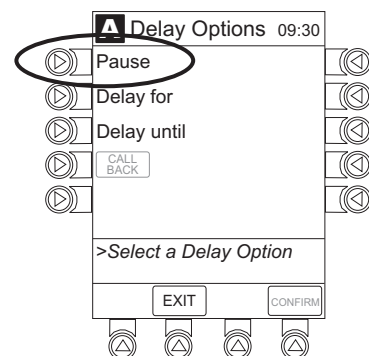 A Delay Options 09:30
Pause
Delay for
Delay until
CALL
BACK
>Select a Delay Option
EXIT CONFIRM